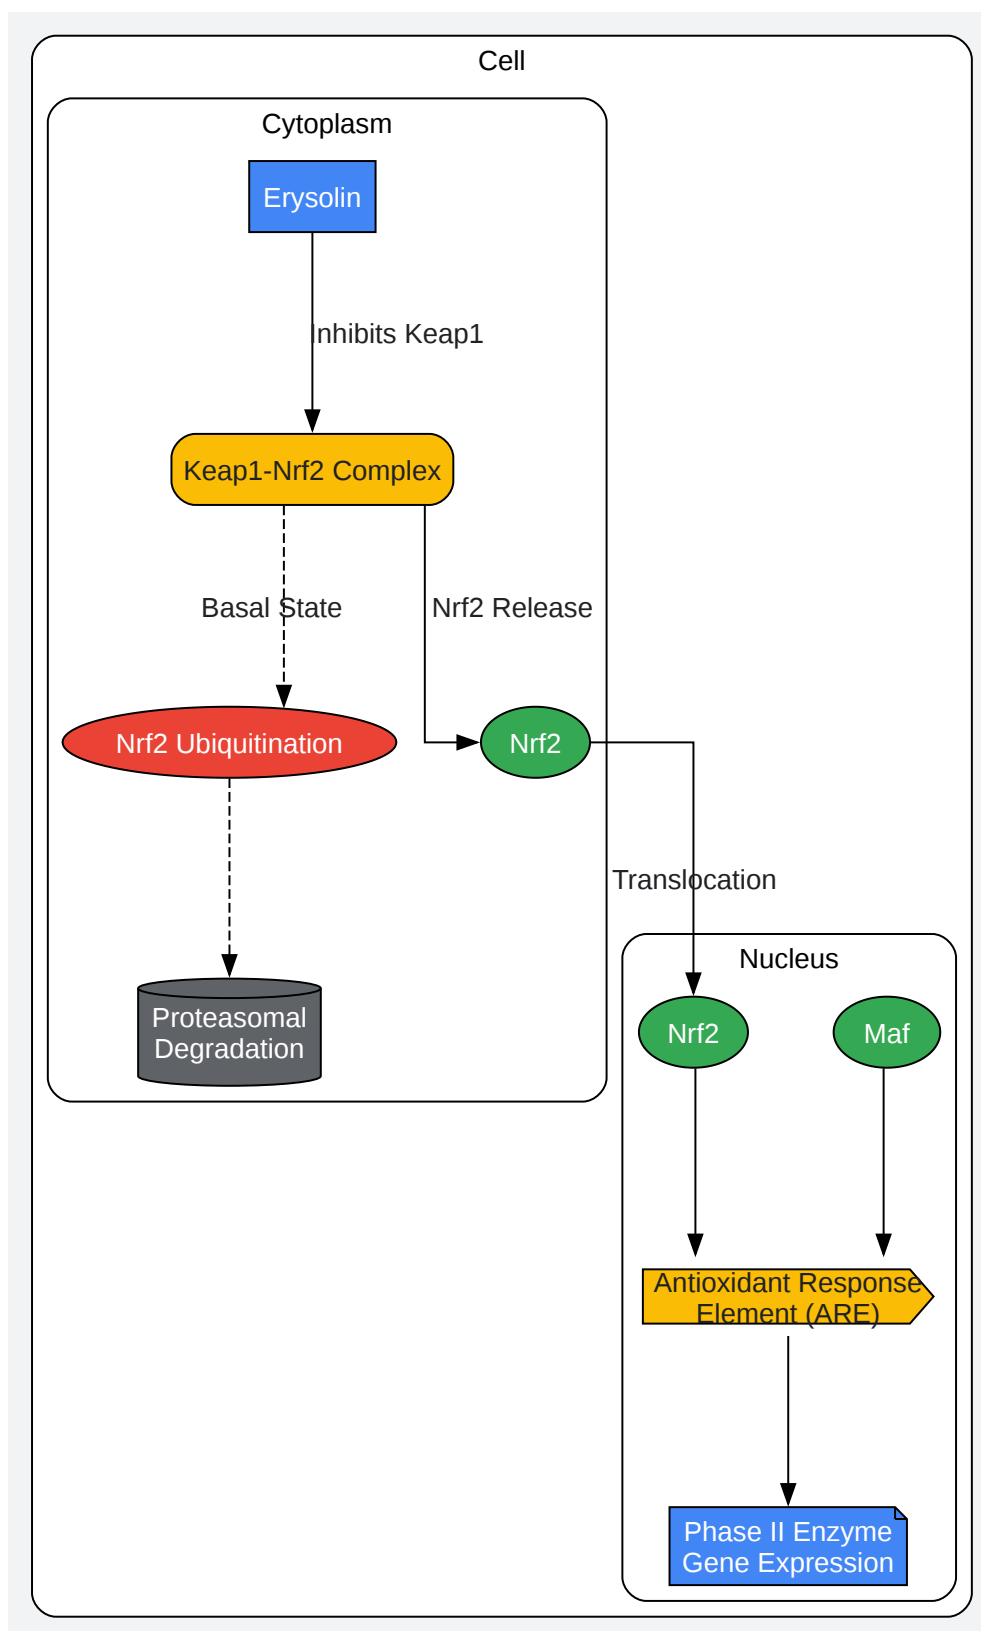 Cell
Cytoplasm
Erysolin
Inhibits Keap1
Keap1-Nrf2 Complex
Basal State
Nrf2 Release
Nrf2 Ubiquitination
Nrf2
Translocation
Proteasomal
Degradation
Nucleus
Nrf2
Maf
Antioxidant Response
Element (ARE)
Phase II Enzyme
Gene Expression